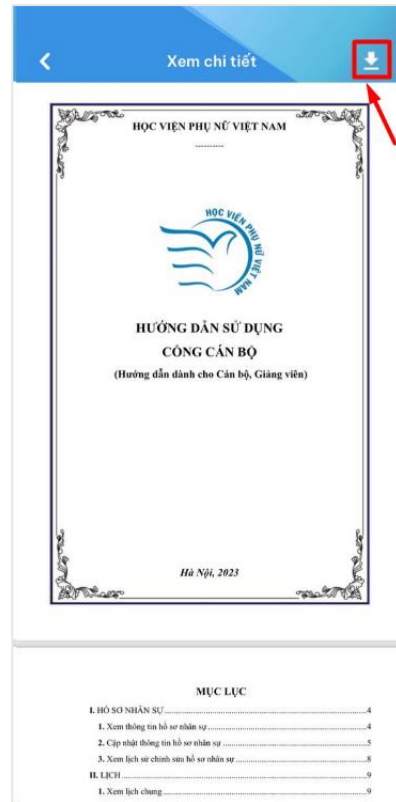 Xem chi tiết
HỌC VIỆN PHỤ NỮ VIỆT NAM
----------
HỌC VIỆN PHỤ NỮ VIỆT NAM
HƯỚNG DẪN SỬ DỤNG
CỔNG CÁN BỘ
(Hướng dẫn dành cho Cán bộ, Giảng viên)
Hà Nội, 2023
MỤC LỤC
I. HỒ SƠ NHÂN SỰ ........ 4
1. Xem thông tin hồ sơ nhân sự ........ 4
2. Cập nhật thông tin hồ sơ nhân sự ........ 5
3. Xem lịch sử chỉnh sửa hồ sơ nhân sự ........ 8
II. LỊCH ........ 9
1. Xem lịch chung ........ 9